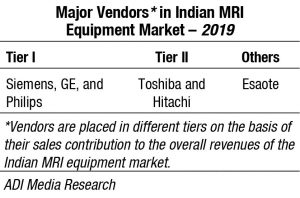 Major Vendors* in Indian MRI
Equipment Market – 2019
Tier I Tier II Others
Siemens, GE, and Toshiba and Esaote
Philips Hitachi
*Vendors are placed in different tiers on the basis of
their sales contribution to the overall revenues of the
Indian MRI equipment market.
ADI Media Research